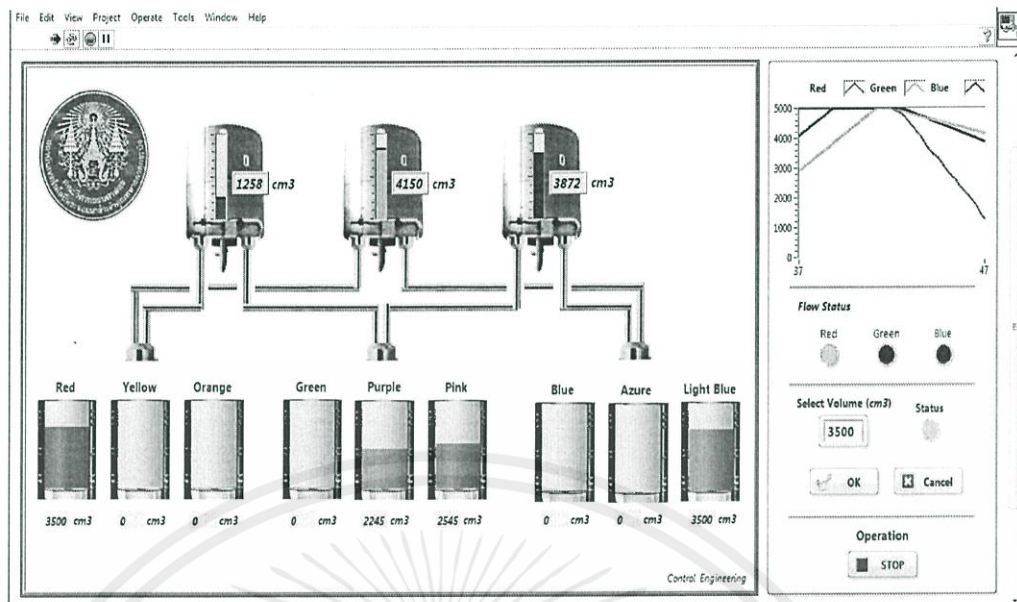 File Edit View Project Operate Tools Window Help
Red Green Blue
5000
4000
3000
2000
1000
0
37 47
1258 cm3
4150 cm3
3872 cm3
Flow Status
Red Green Blue
Red Yellow Orange Green Purple Pink Blue Azure Light Blue
3500 cm3 0 cm3 0 cm3 0 cm3 2245 cm3 2545 cm3 0 cm3 0 cm3 3500 cm3
Select Volume (cm3) Status
3500
OK Cancel
Operation
STOP
Control Engineering